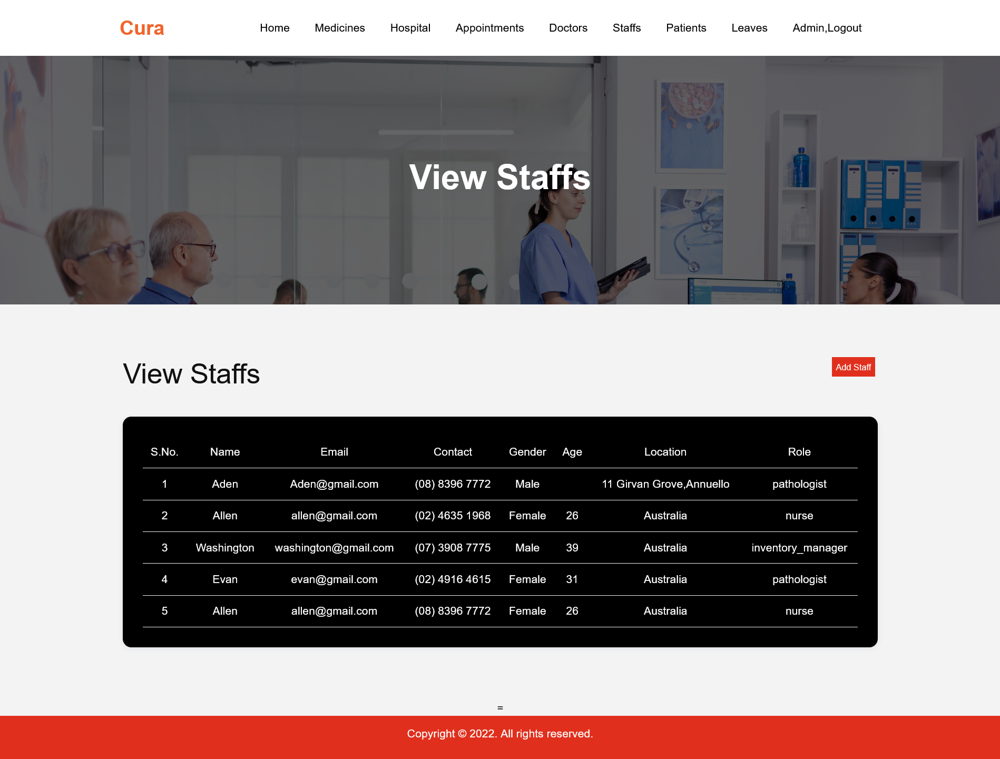 Cura
Home Medicines Hospital Appointments Doctors Staffs Patients Leaves Admin,Logout
View Staffs
View Staffs
Add Staff
S.No. Name Email Contact Gender Age Location Role
1 Aden Aden@gmail.com (08) 8396 7772 Male 11 Girvan Grove,Annuello pathologist
2 Allen allen@gmail.com (02) 4635 1968 Female 26 Australia nurse
3 Washington washington@gmail.com (07) 3908 7775 Male 39 Australia inventory_manager
4 Evan evan@gmail.com (02) 4916 4615 Female 31 Australia pathologist
5 Allen allen@gmail.com (08) 8396 7772 Female 26 Australia nurse
=
Copyright © 2022. All rights reserved.